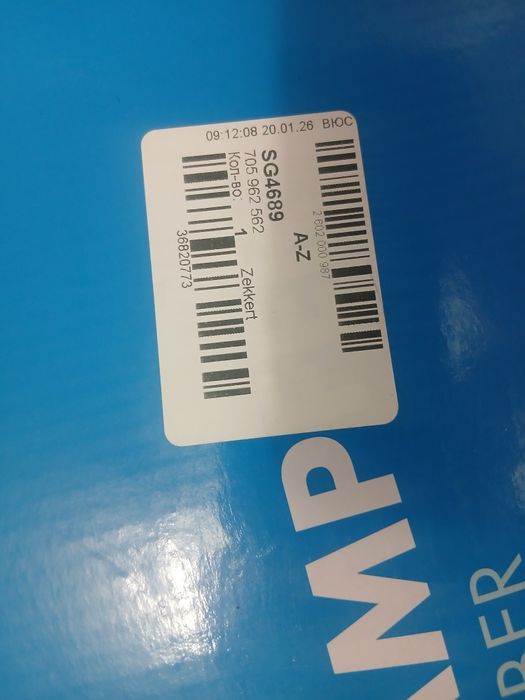 09:12:08 20.01.26 ВЮС
2 602 000 987
A-Z
SG4689
705 962 562
Кол-во: 1 Zekkert
36820773
AMP
BER